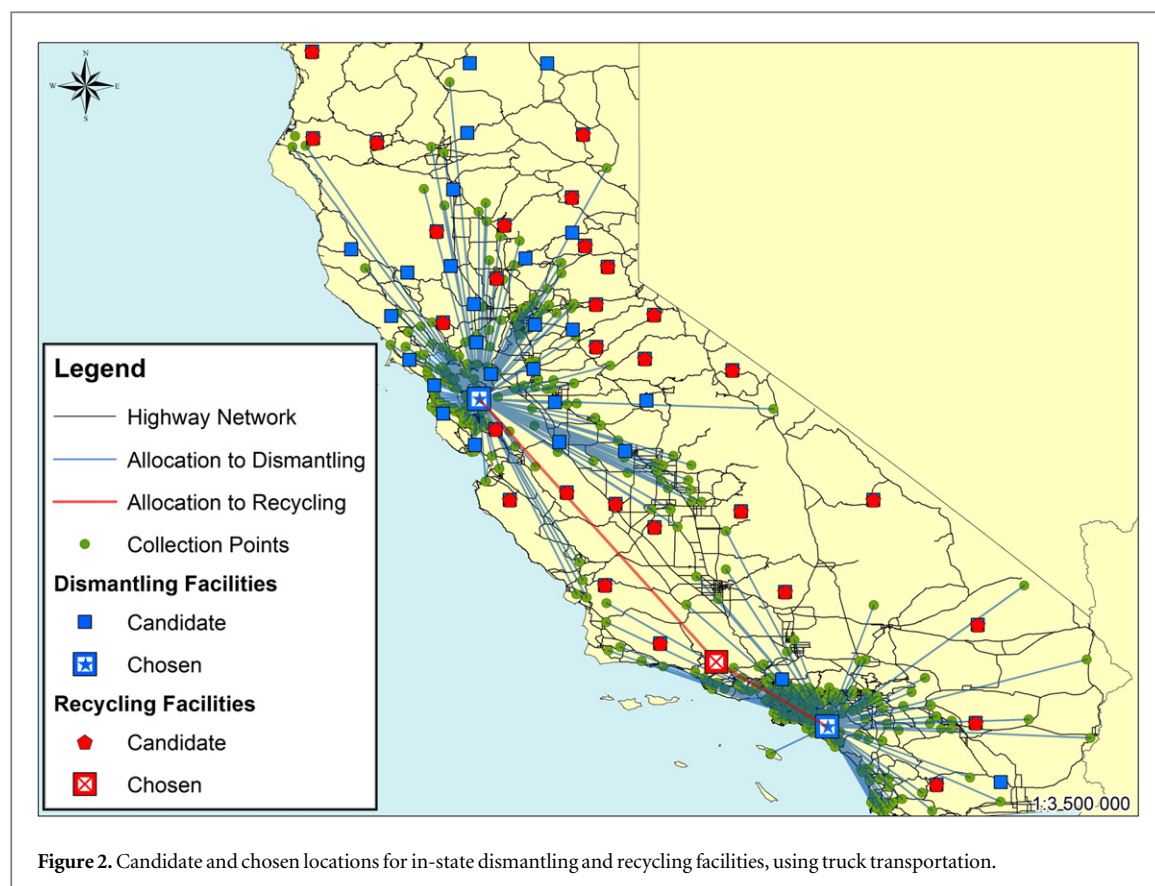 N
W E
S
Legend
Highway Network
Allocation to Dismantling
Allocation to Recycling
Collection Points
Dismantling Facilities
Candidate
Chosen
Recycling Facilities
Candidate
Chosen
1:3 500 000
Figure 2. Candidate and chosen locations for in-state dismantling and recycling facilities, using truck transportation.